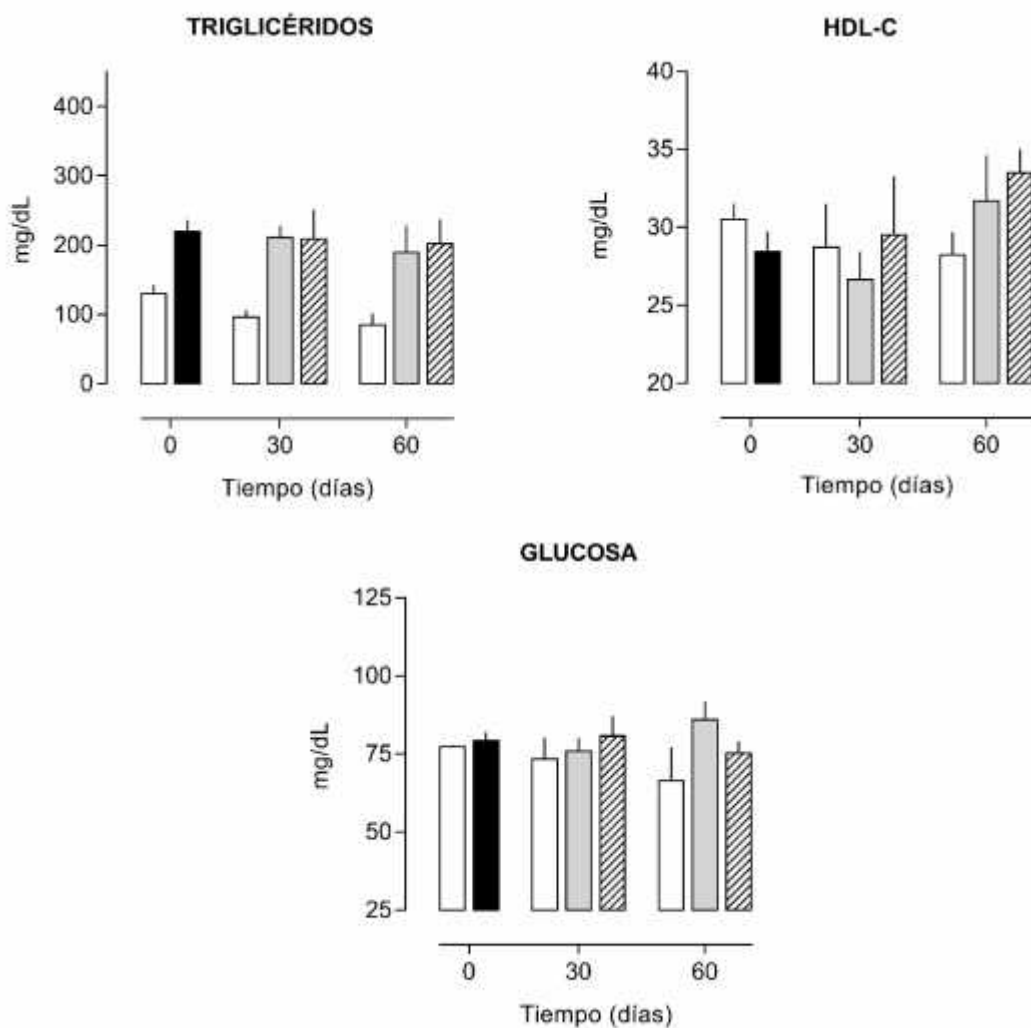 TRIGLICÉRIDOS
400
300
200
100
0
mg/dL
0 30 60
Tiempo (días)
HDL-C
40
35
30
25
20
mg/dL
0 30 60
Tiempo (días)
GLUCOSA
125
100
75
50
25
mg/dL
0 30 60
Tiempo (días)